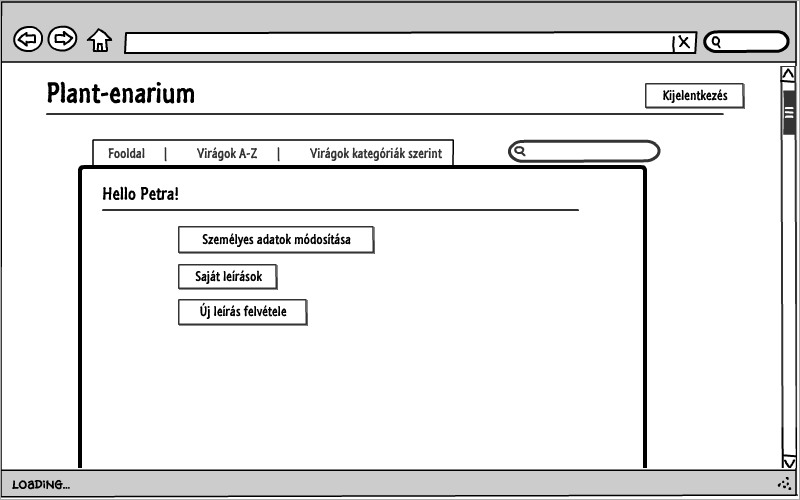 Plant-enarium
Kijelentkezés
Fooldal | Virágok A-Z | Virágok kategóriák szerint
Hello Petra!
Személyes adatok módosítása
Saját leírások
Új leírás felvétele
LOADING...